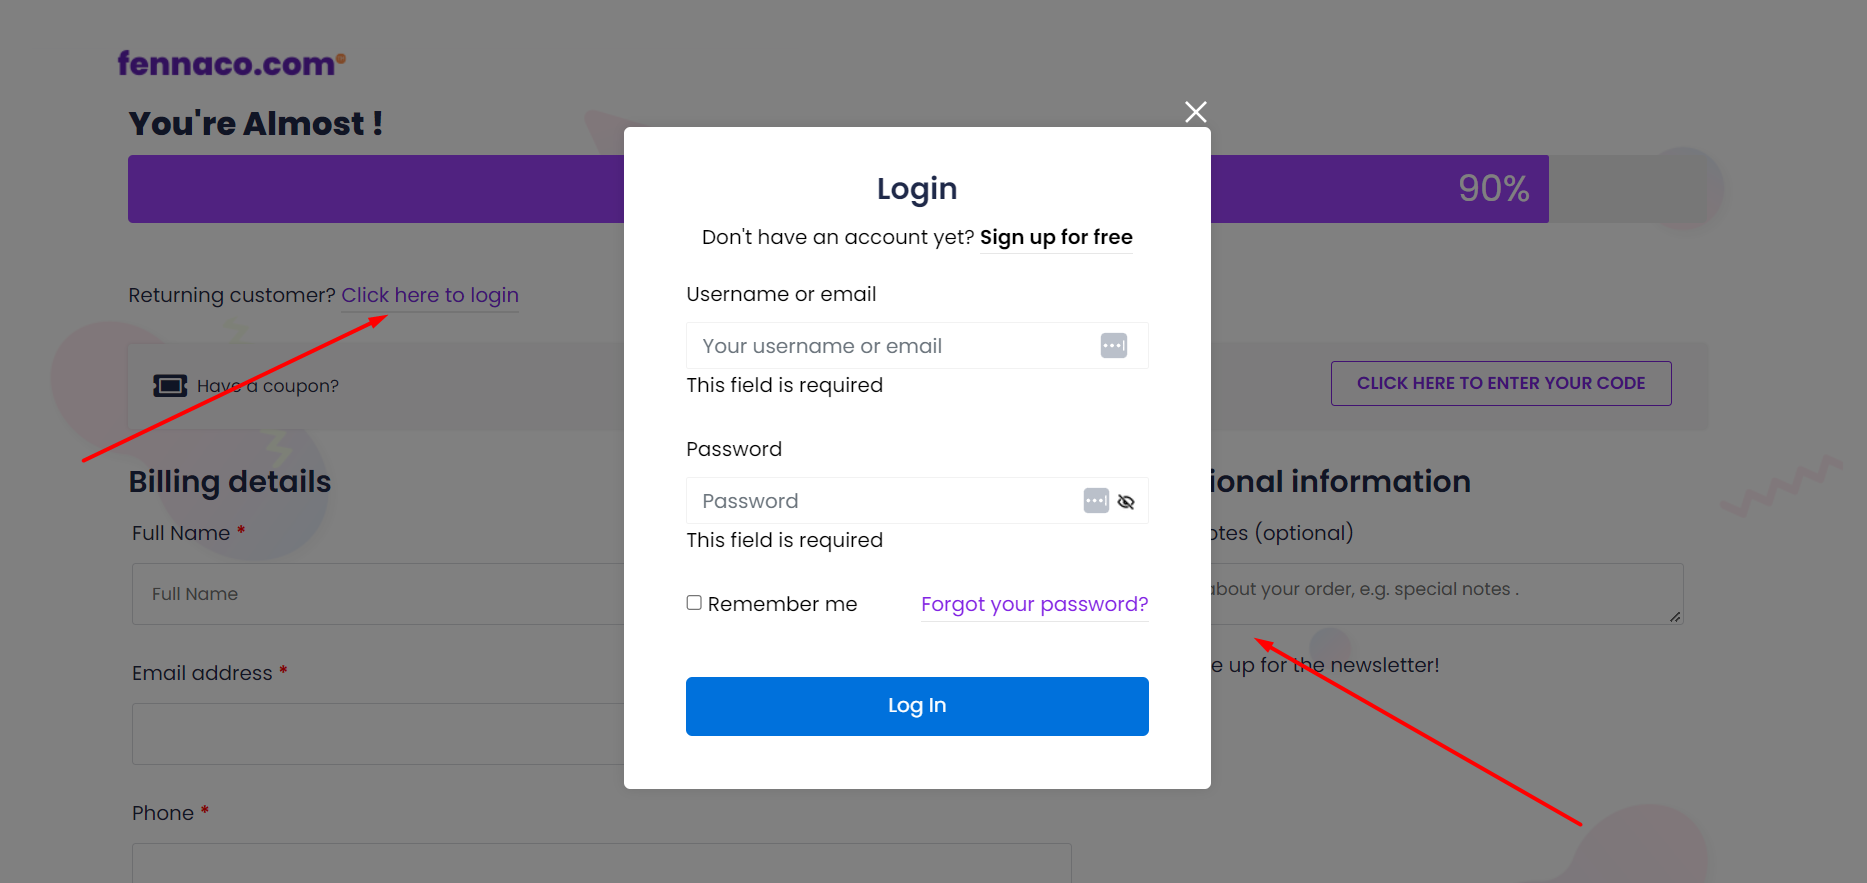 fennaco.com
You're Almost !
90%
Returning customer? Click here to login
Have a coupon?
CLICK HERE TO ENTER YOUR CODE
Billing details
Full Name *
Full Name
Email address *
Phone *
Login
Don't have an account yet? Sign up for free
Username or email
Your username or email
This field is required
Password
Password
This field is required
Remember me
Forgot your password?
Log In
ional information
otes (optional)
about your order, e.g. special notes .
e up for the newsletter!